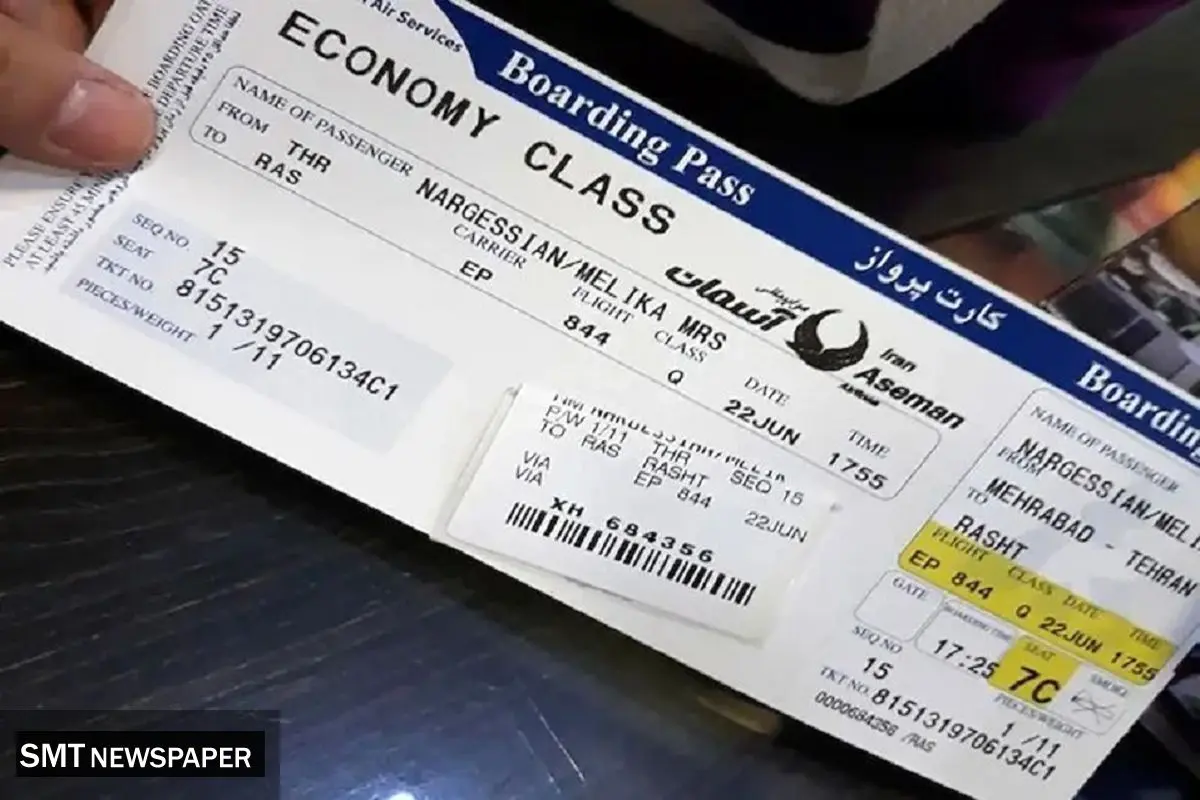 Air Services
Boarding Pass
کارت پرواز
ECONOMY CLASS
آسمان
Iran
Aseman
Airlines
NAME OF PASSENGER NARGESSIAN/MELIKA MRS
FROM THR
TO RAS
CARRIER FLIGHT CLASS DATE TIME
EP 844 Q 22JUN 1755
SEQ NO. 15
SEAT 7C
TKT NO. 8151319706134C1
PIECES/WEIGHT 1 /11
PLEASE ENSURE
BOARDING GAT
AT LEAST 45 MIN
DEPARTURE TIME
P/W 1/11 THR SEQ 15
TO RAS RASHT
VIA EP 844 22JUN
VIA
XH 684356
Boarding
NAME OF PASSENGER
NARGESSIAN/MELI
FROM
MEHRABAD - TEHRAN
TO
RASHT
FLIGHT CLASS DATE TIME
EP 844 Q 22JUN 1755
GATE BOARDING TIME SEAT SMOKE
17:25 7C
SEQ NO PIECES/WEIGHT
15 1 /11
TKT NO. 8151319706134C1
0000684356 /RAS
SMT NEWSPAPER